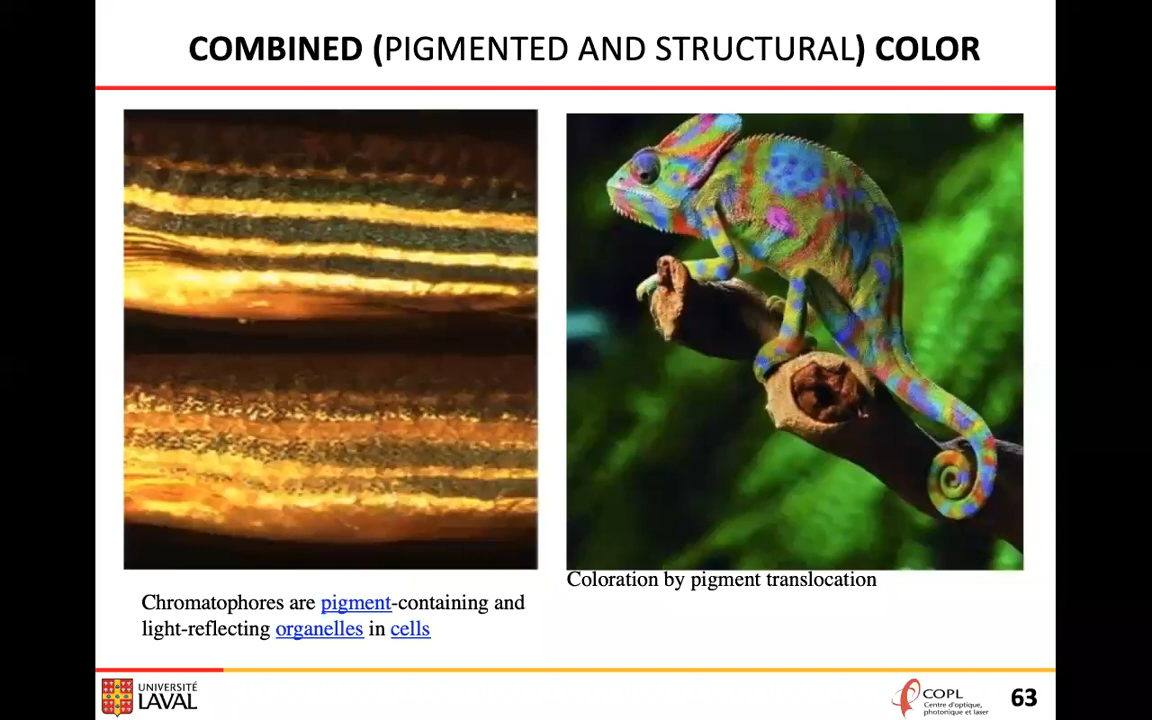 COMBINED (PIGMENTED AND STRUCTURAL) COLOR
Chromatophores are pigment-containing and
light-reflecting organelles in cells
Coloration by pigment translocation
UNIVERSITÉ
LAVAL
COPL
Centre d'optique,
photonique et laser
63